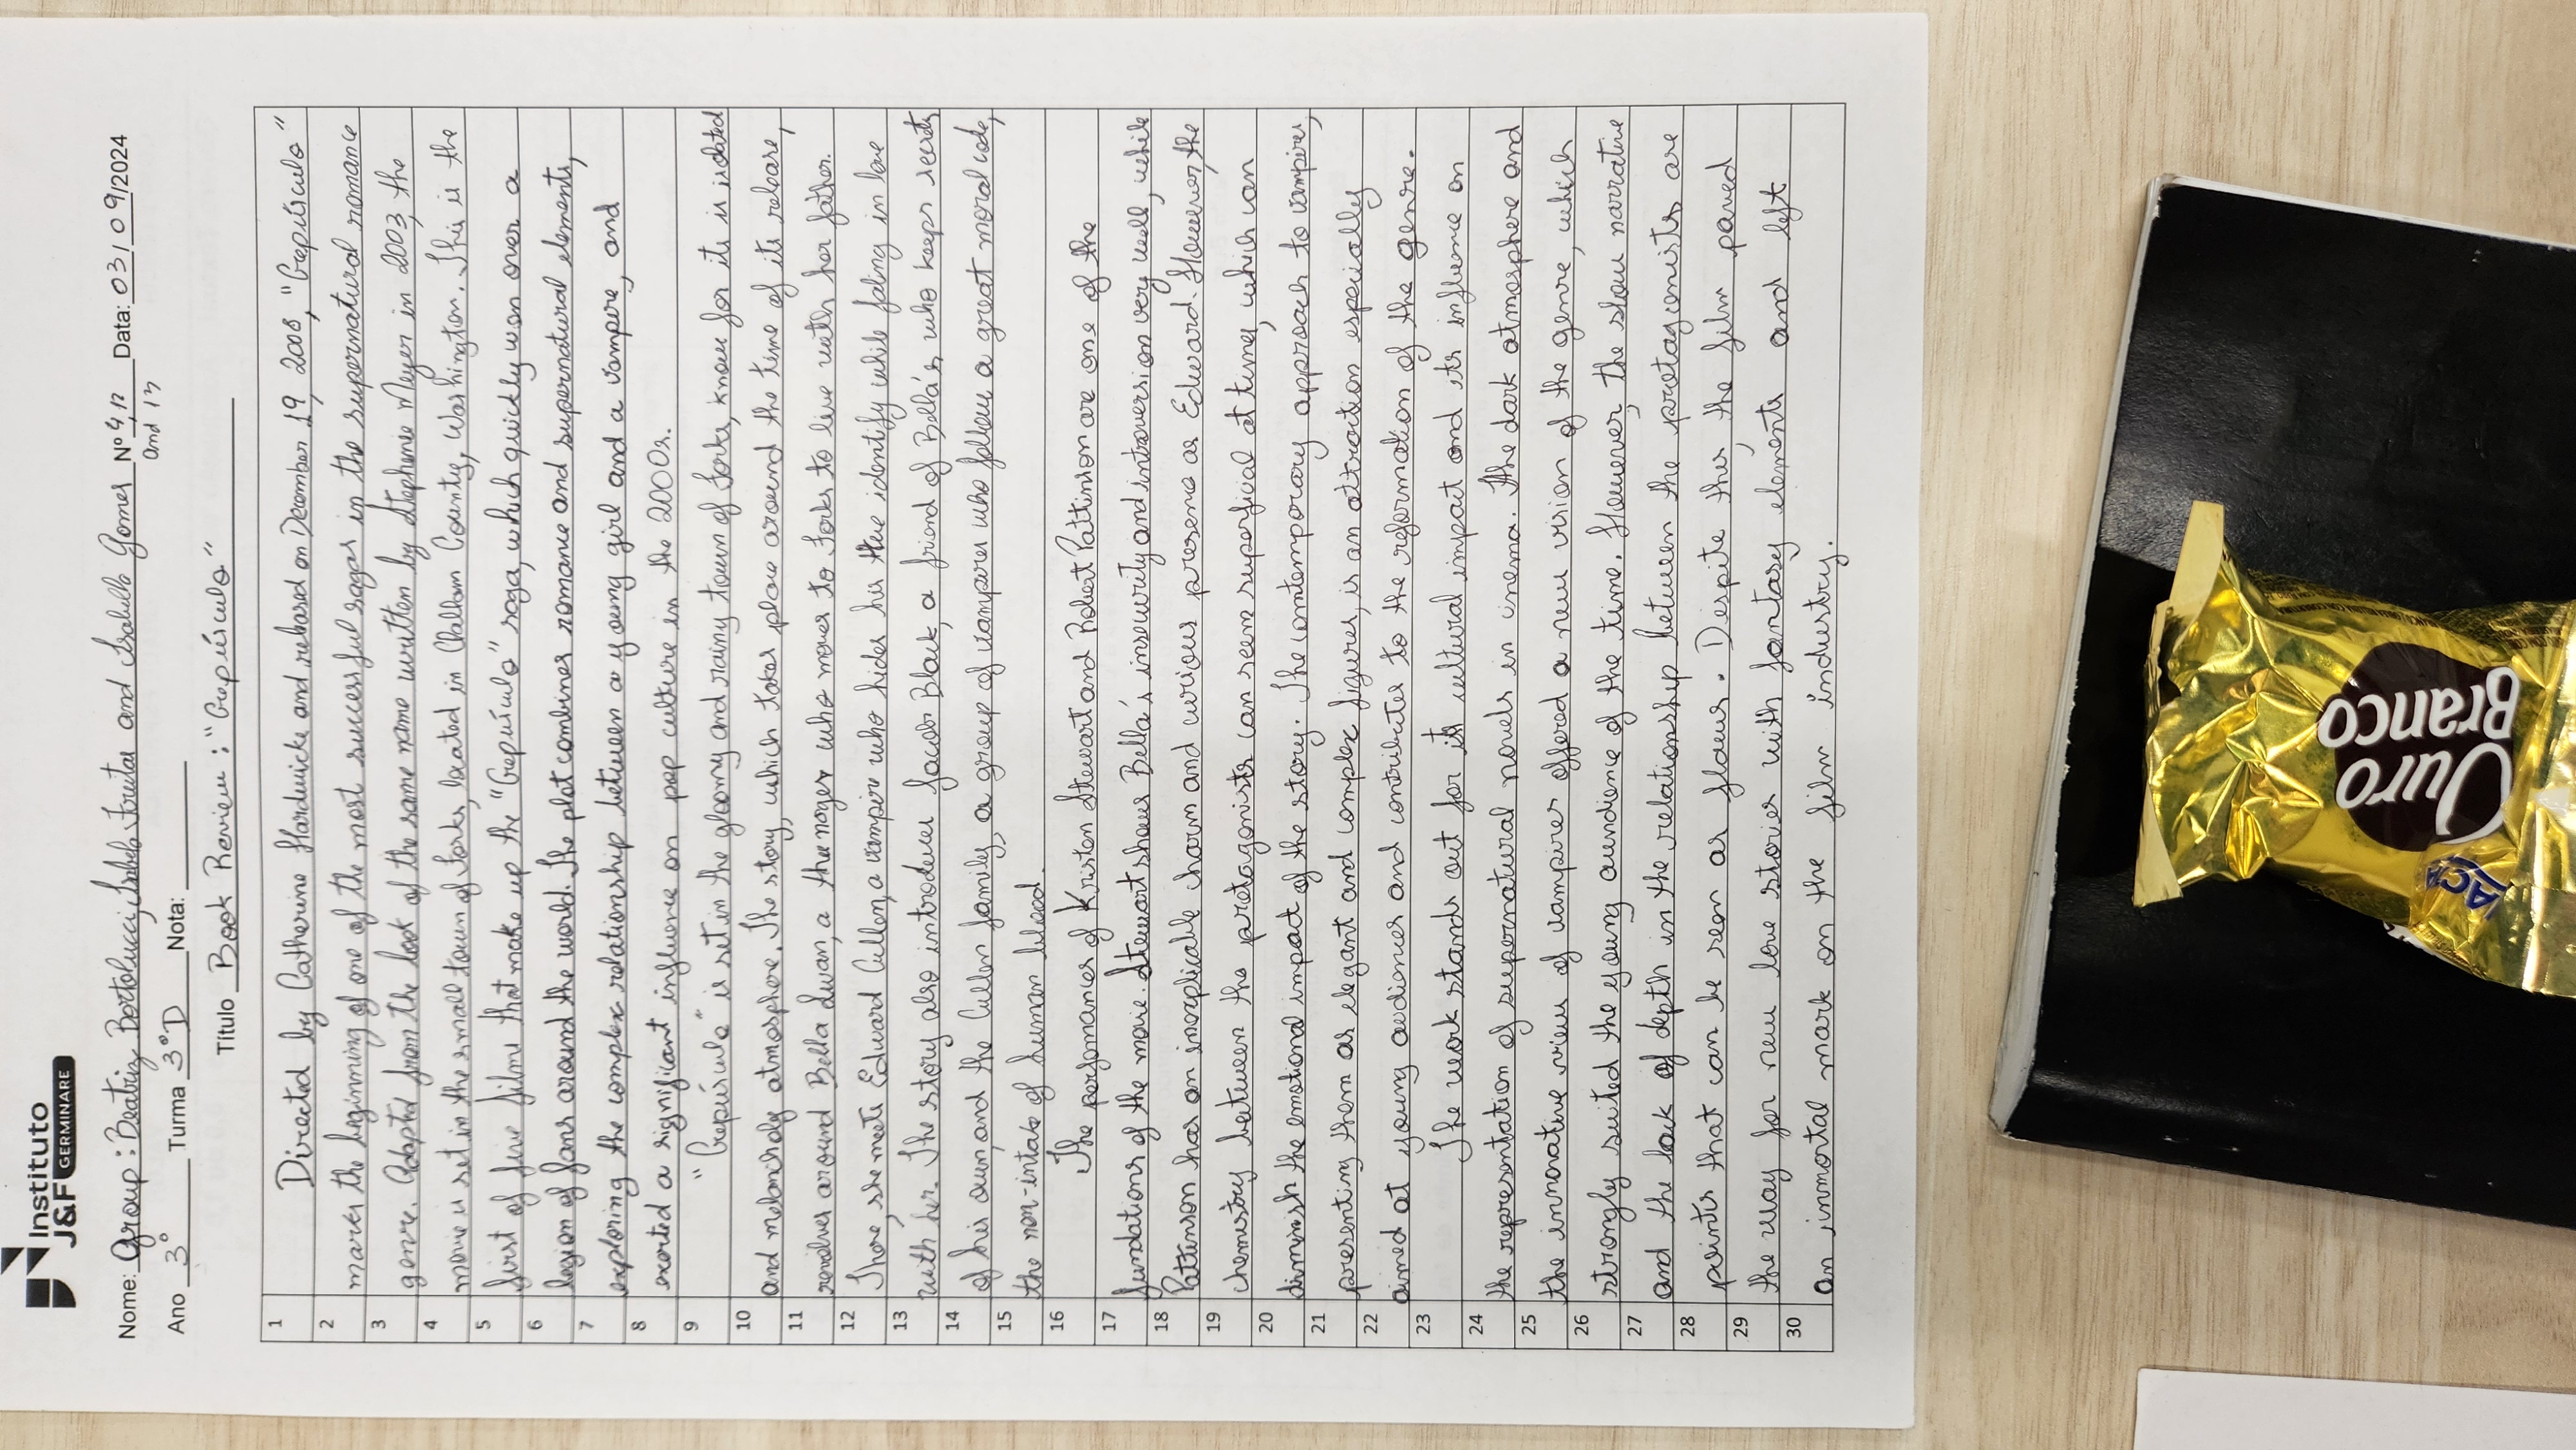 Instituto
J&F GERMINARE
Nome: Group: Beatriz Bortolucci, Isabela Freitas and Isabella Gomes Nº 4, 12 Data: 03/09/2024
and 13
Ano 3° Turma 3°D Nota:
Título Book Review: "Crepúsculo"
1 Directed by Catherine Hardwicke and released on December 19, 2008, "Crepúsculo"
2 marks the beginning of one of the most successful sagas in the supernatural romance
3 genre. Adapted from the book of the same name written by Stephenie Meyer in 2003, the
4 movie is set in the small town of Forks, located in Clallam County, Washington. This is the
5 first of five films that make up the "Crepúsculo" saga, which quickly won over a
6 legion of fans around the world. The plot combines romance and supernatural elements,
7 exploring the complex relationship between a young girl and a vampire, and
8 exerted a significant influence on pop culture in the 2000s.
9 "Crepúsculo" is set in the gloomy and rainy town of Forks, know for its is isolated
10 and melancholy atmosphere. The story, which takes place around the time of its release,
11 revolves around Bella Swan, a theenager who moves to Forks to live with her father.
12 There, she meets Edward Cullen, a vampire who hides his true identify while faling in love
13 with her. The story also introduces Jacob Black, a friend of Bella's who keeps secrets
14 of his own, and the Cullen family, a group of vampires who follow a great moral code,
15 the non-intake of human blood.
16 The perfomances of Kristen Stewart and Robert Pattinson are one of the
17 fundations of the movie. Stewart shows Bella's insecurity and introversion very well, while
18 Pattinson has an inexplicable charm and curious presence as Edward. However, the
19 chemistry between the protagonists can seem superficial at times, which can
20 diminish the emotional impact of the story. The comtemporary approach to vampires,
21 presenting them as elegant and complex figures, is an attraction especially
22 aimed at young audiences and contributes to the reformation of the genre.
23 The work stands out for its cultural impact and its influence on
24 the representation of supernatural novels in cinema. The dark atmosphere and
25 the innovative view of vampires offered a new vision of the genre, which
26 strongly suited the young aundience of the time. However, the slow narrative
27 and the lack of depth in the relationship between the protagonists are
28 points that can be seen as flaws. Despite this, the film paved
29 the way for new love stories with fantasy elements and left
30 an inmortal mark on the film industry.
LACTA
Ouro
Branco